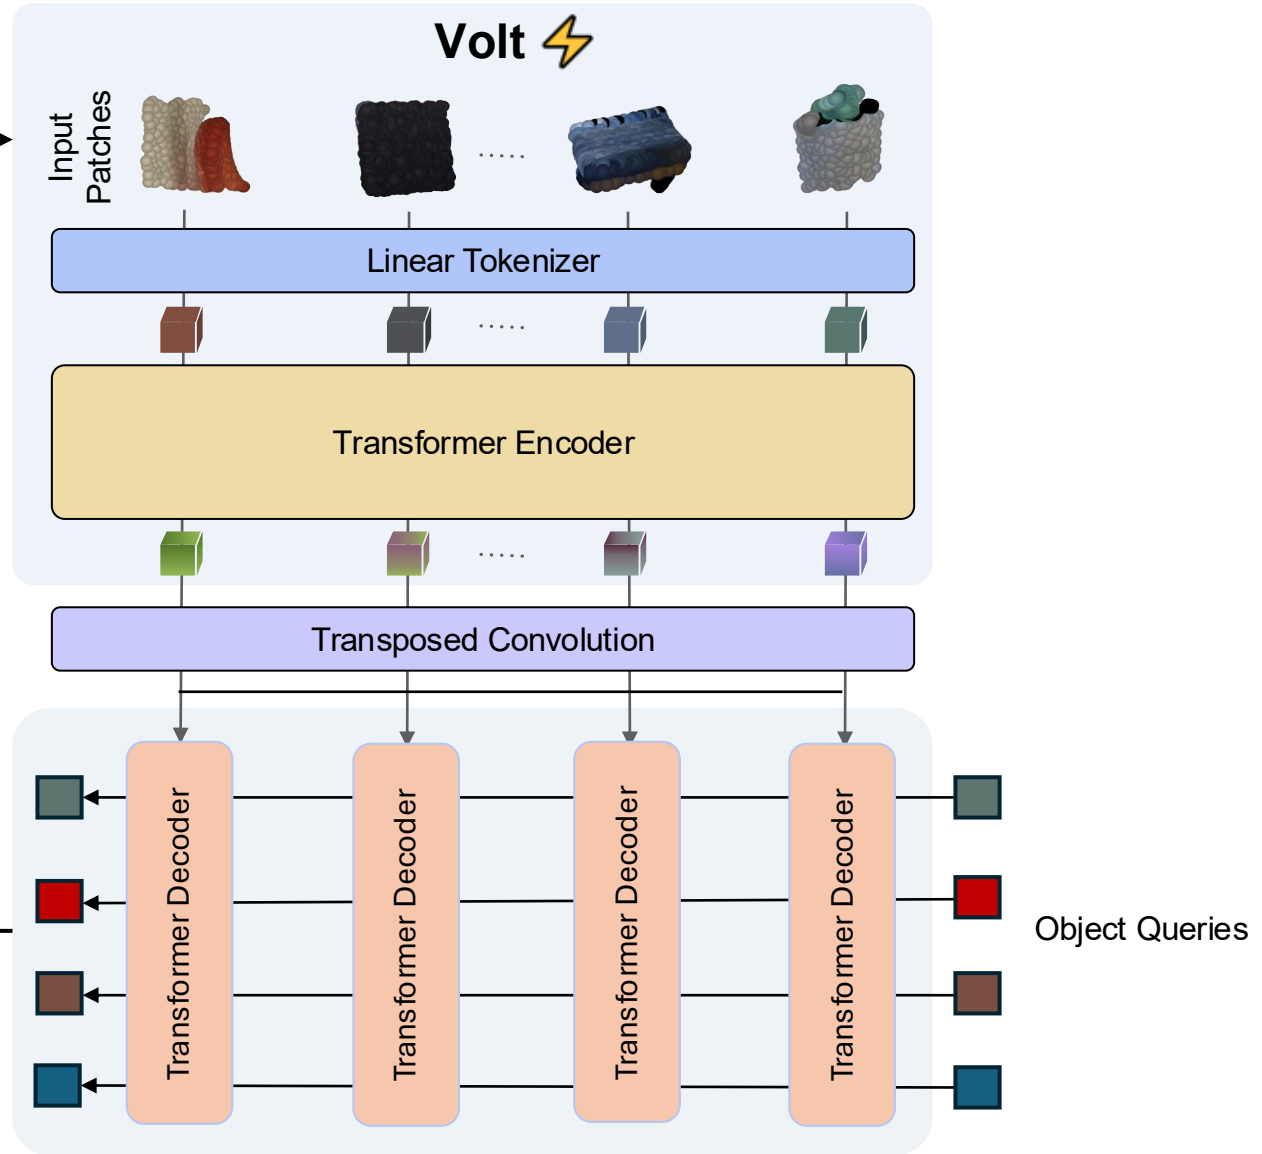 Volt ⚡
Input
Patches
Linear Tokenizer
Transformer Encoder
Transposed Convolution
Transformer Decoder
Transformer Decoder
Transformer Decoder
Transformer Decoder
Object Queries